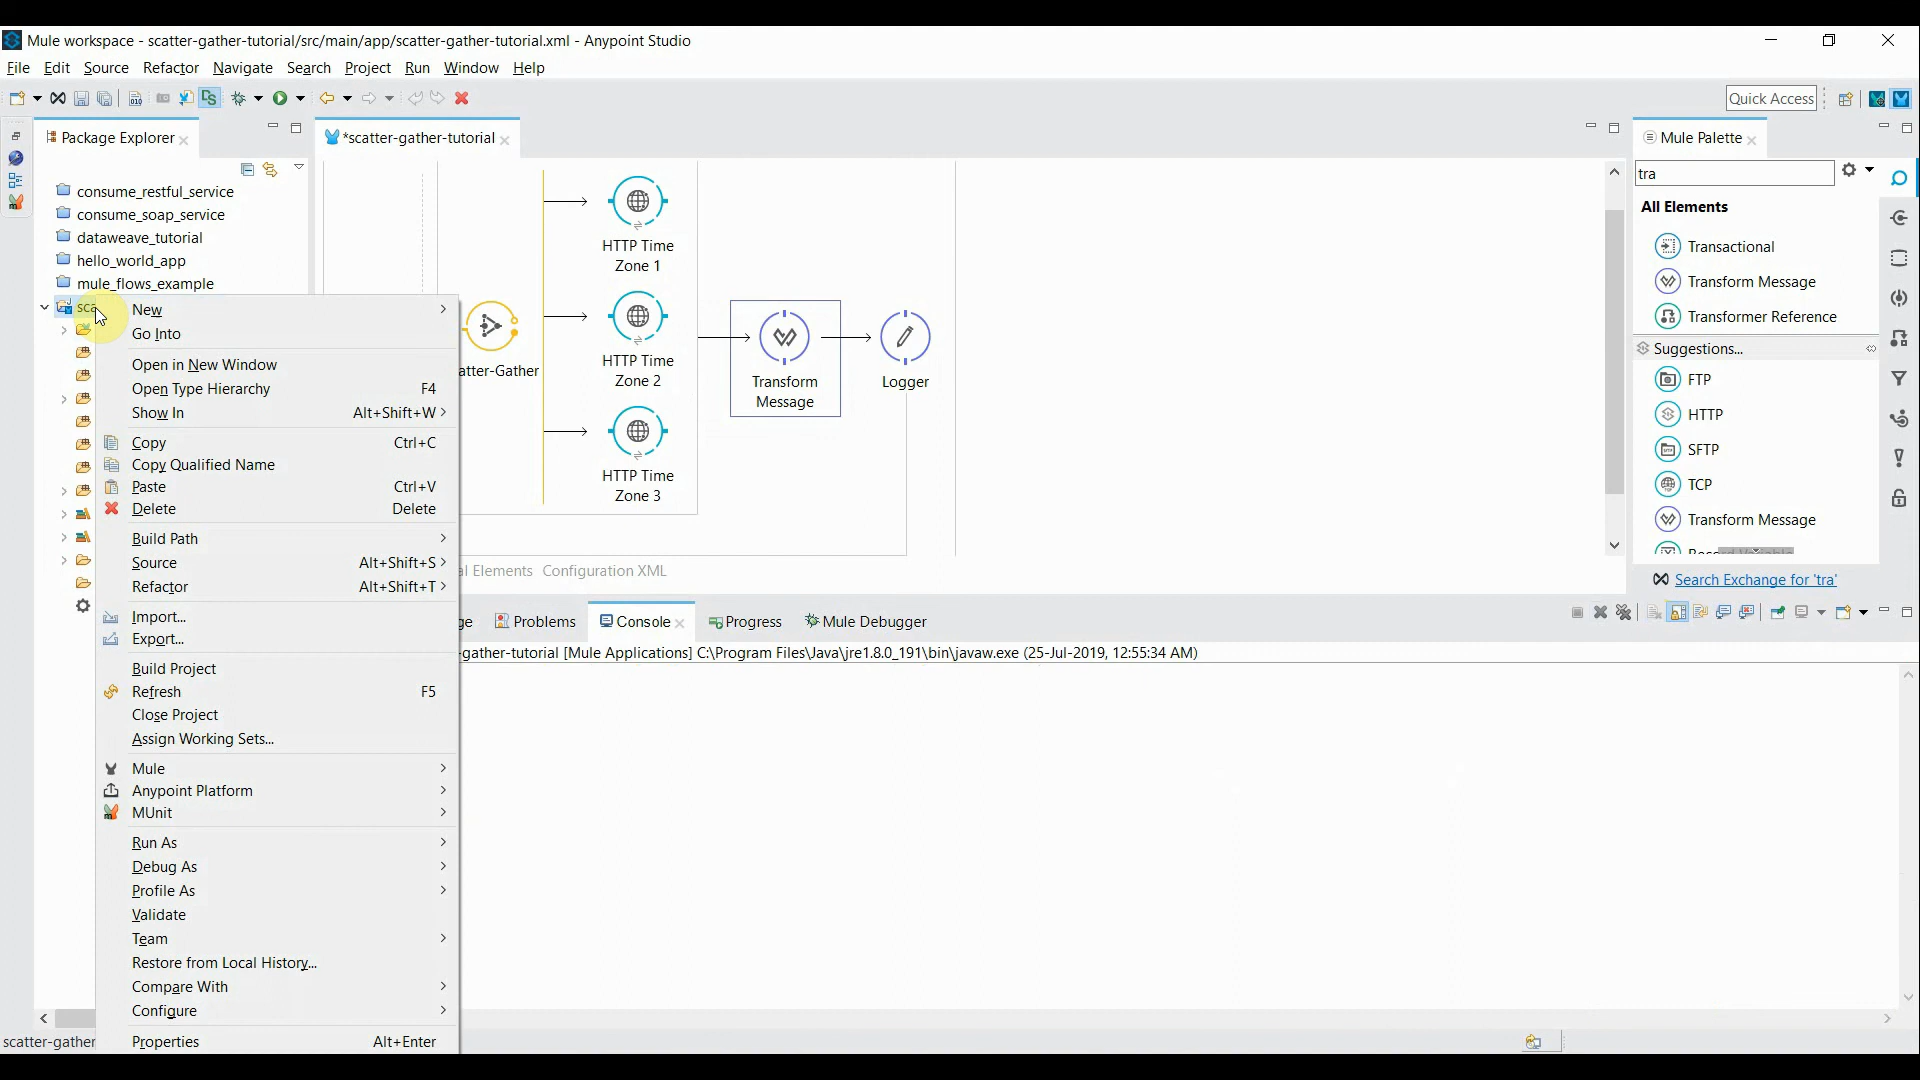 Mule workspace - scatter-gather-tutorial/src/main/app/scatter-gather-tutorial.xml - Anypoint Studio
File Edit Source Refactor Navigate Search Project Run Window Help
Quick Access
Package Explorer
*scatter-gather-tutorial
Mule Palette
consume_restful_service
consume_soap_service
dataweave_tutorial
hello_world_app
mule_flows_example
sca
New
Go Into
Open in New Window
Open Type Hierarchy F4
Show In Alt+Shift+W
Copy Ctrl+C
Copy Qualified Name
Paste Ctrl+V
Delete Delete
Build Path
Source Alt+Shift+S
Refactor Alt+Shift+T
Import...
Export...
Build Project
Refresh F5
Close Project
Assign Working Sets...
Mule
Anypoint Platform
MUnit
Run As
Debug As
Profile As
Validate
Team
Restore from Local History...
Compare With
Configure
Properties Alt+Enter
scatter-gather
HTTP Time
Zone 1
HTTP Time
Zone 2
HTTP Time
Zone 3
atter-Gather
Transform
Message
Logger
al Elements Configuration XML
ge Problems Console Progress Mule Debugger
-gather-tutorial [Mule Applications] C:\Program Files\Java\jre1.8.0_191\bin\javaw.exe (25-Jul-2019, 12:55:34 AM)
tra
All Elements
Transactional
Transform Message
Transformer Reference
Suggestions...
FTP
HTTP
SFTP
TCP
Transform Message
Search Exchange for 'tra'